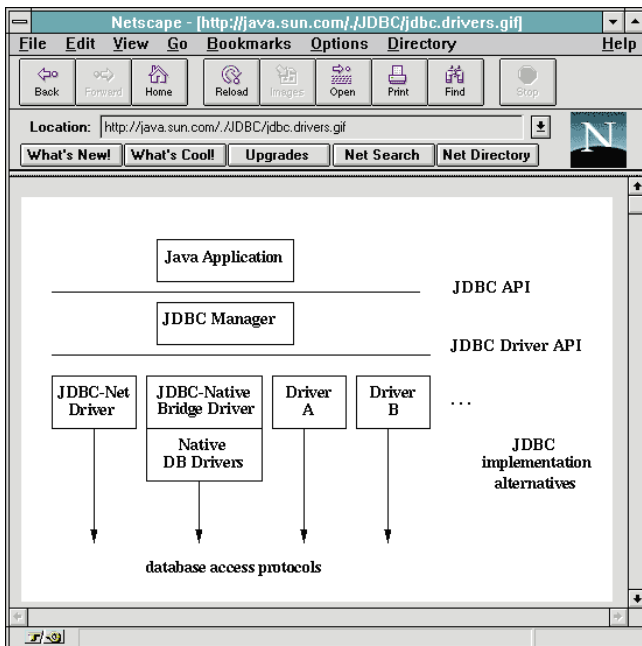 Netscape - [http://java.sun.com/./JDBC/jdbc.drivers.gif]
File Edit View Go Bookmarks Options Directory Help
Back Forward Home Reload Images Open Print Find Stop
Location: http://java.sun.com/./JDBC/jdbc.drivers.gif
N
What's New! What's Cool! Upgrades Net Search Net Directory
Java Application
JDBC API
JDBC Manager
JDBC Driver API
JDBC-Net
Driver
JDBC-Native
Bridge Driver
Native
DB Drivers
Driver
A
Driver
B
...
JDBC
implementation
alternatives
database access protocols